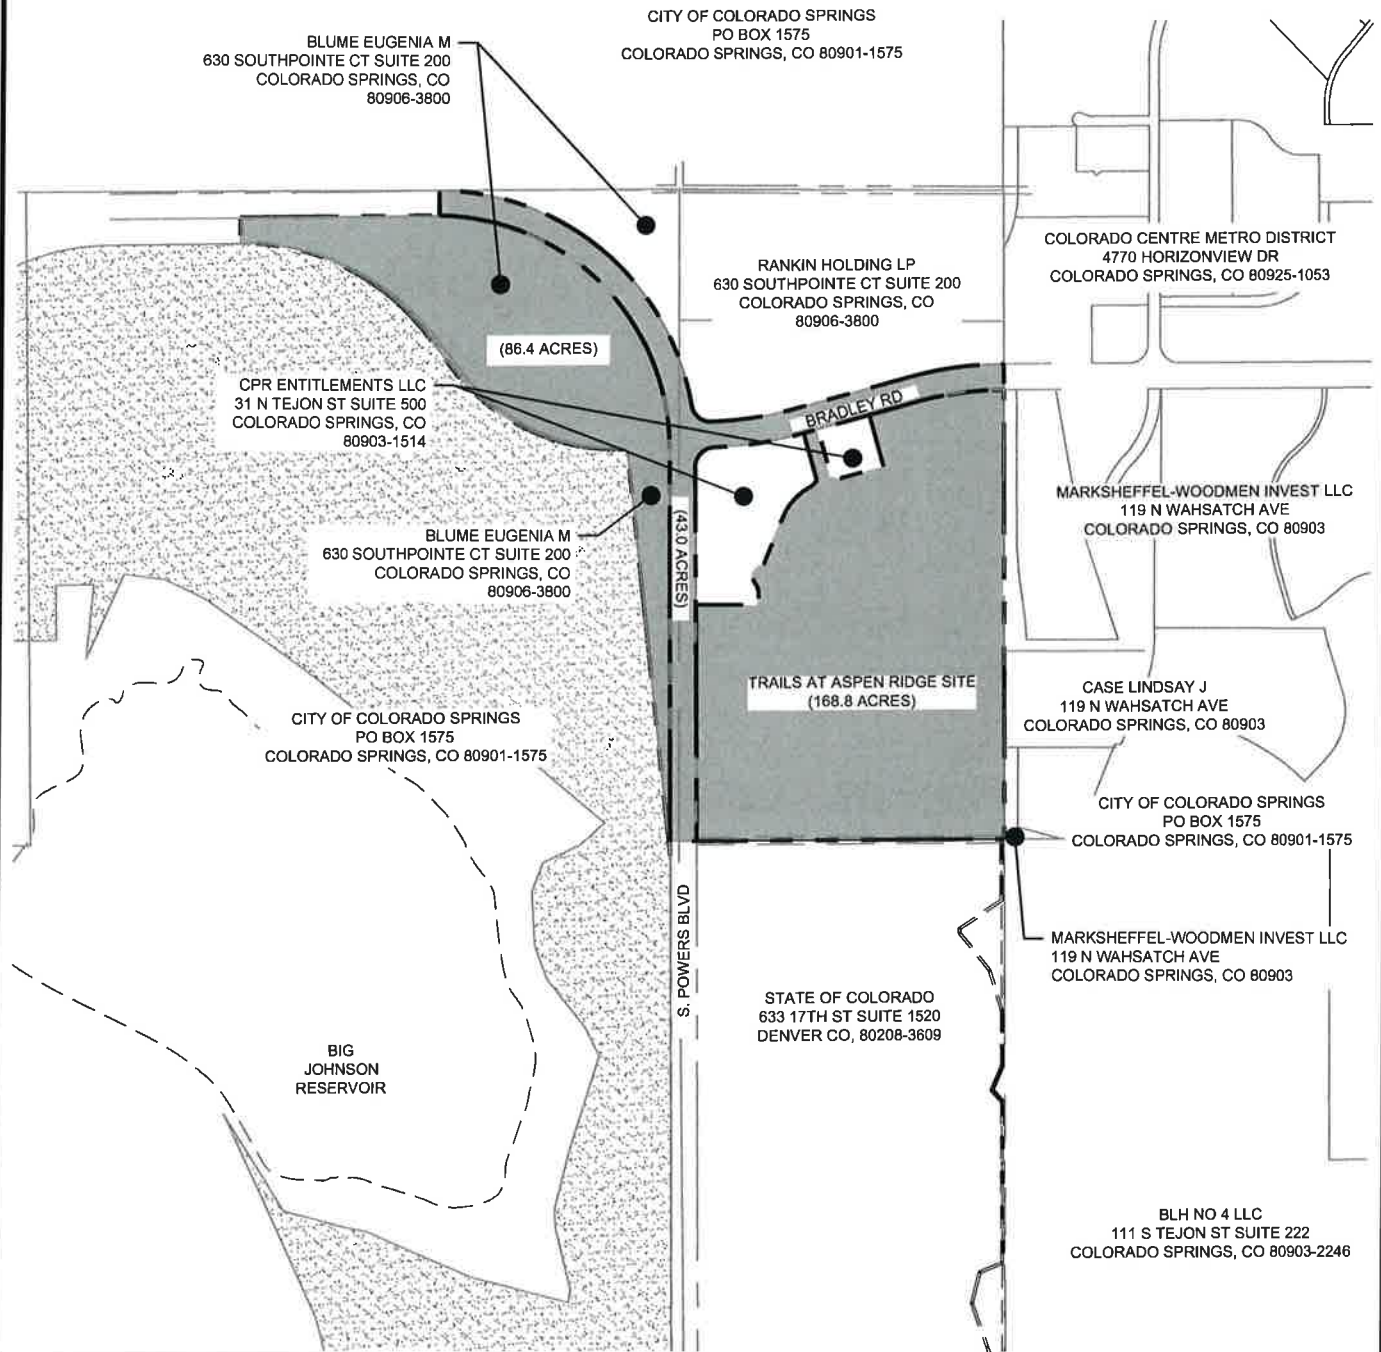 CITY OF COLORADO SPRINGS
PO BOX 1575
COLORADO SPRINGS, CO 80901-1575
BLUME EUGENIA M
630 SOUTHPOINTE CT SUITE 200
COLORADO SPRINGS, CO
80906-3800
COLORADO CENTRE METRO DISTRICT
4770 HORIZONVIEW DR
COLORADO SPRINGS, CO 80925-1053
RANKIN HOLDING LP
630 SOUTHPOINTE CT SUITE 200
COLORADO SPRINGS, CO
80906-3800
(86.4 ACRES)
CPR ENTITLEMENTS LLC
31 N TEJON ST SUITE 500
COLORADO SPRINGS, CO
80903-1514
BRADLEY RD
MARKSHEFFEL-WOODMEN INVEST LLC
119 N WAHSATCH AVE
COLORADO SPRINGS, CO 80903
BLUME EUGENIA M
630 SOUTHPOINTE CT SUITE 200
COLORADO SPRINGS, CO
80906-3800
(43.0 ACRES)
TRAILS AT ASPEN RIDGE SITE
(168.8 ACRES)
CASE LINDSAY J
119 N WAHSATCH AVE
COLORADO SPRINGS, CO 80903
CITY OF COLORADO SPRINGS
PO BOX 1575
COLORADO SPRINGS, CO 80901-1575
CITY OF COLORADO SPRINGS
PO BOX 1575
COLORADO SPRINGS, CO 80901-1575
S. POWERS BLVD
MARKSHEFFEL-WOODMEN INVEST LLC
119 N WAHSATCH AVE
COLORADO SPRINGS, CO 80903
STATE OF COLORADO
633 17TH ST SUITE 1520
DENVER CO, 80208-3609
BIG
JOHNSON
RESERVOIR
BLH NO 4 LLC
111 S TEJON ST SUITE 222
COLORADO SPRINGS, CO 80903-2246